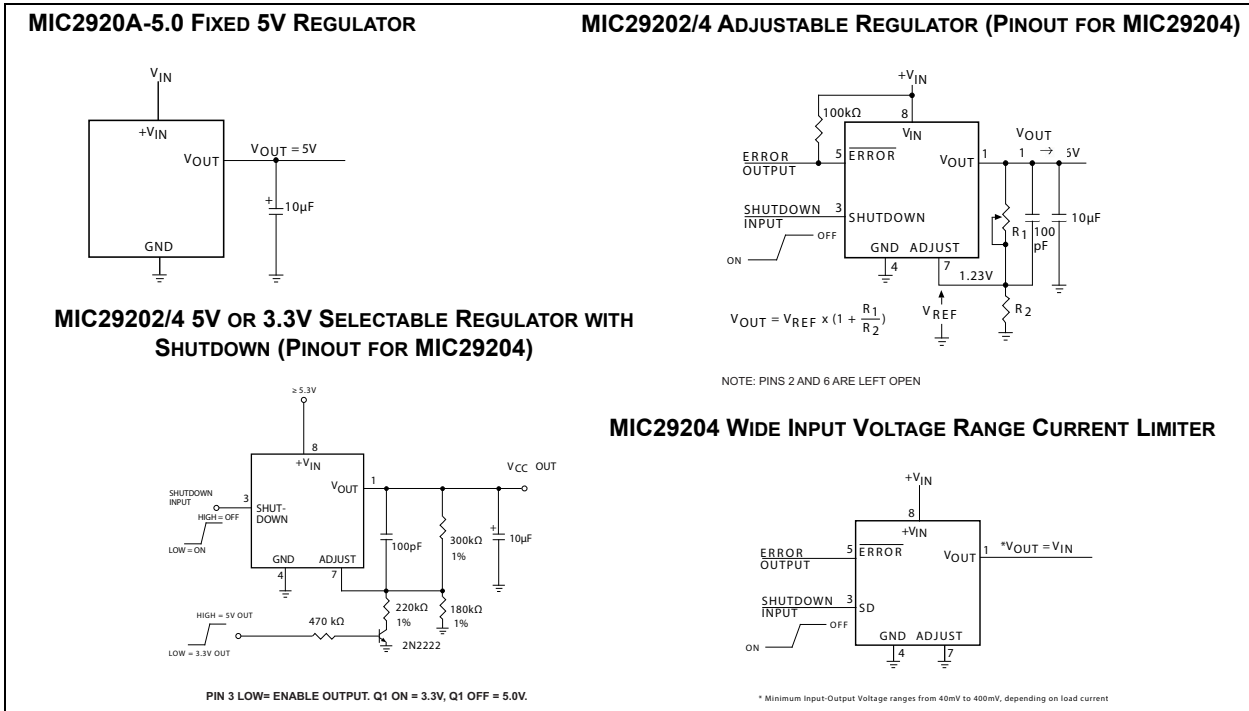 MIC2920A-5.0 FIXED 5V REGULATOR
VIN
+VIN
VOUT
VOUT = 5V
+
10µF
GND
MIC29202/4 ADJUSTABLE REGULATOR (PINOUT FOR MIC29204)
+VIN
100kΩ
8
VIN
ERROR OUTPUT
5
ERROR
VOUT
1
VOUT
1 → 5V
SHUTDOWN INPUT
3
SHUTDOWN
ON
OFF
GND
ADJUST
4
7
1.23V
R1
100 pF
10µF
R2
VREF
VOUT = VREF x (1 + R1/R2)
NOTE: PINS 2 AND 6 ARE LEFT OPEN
MIC29202/4 5V OR 3.3V SELECTABLE REGULATOR WITH
SHUTDOWN (PINOUT FOR MIC29204)
≥ 5.3V
8
+VIN
VOUT
1
VCC OUT
SHUTDOWN
INPUT
3
SHUT-
DOWN
HIGH = OFF
LOW = ON
GND
ADJUST
4
7
100pF
300kΩ
1%
+
10µF
220kΩ
1%
180kΩ
1%
HIGH = 5V OUT
LOW = 3.3V OUT
470 kΩ
2N2222
PIN 3 LOW= ENABLE OUTPUT. Q1 ON = 3.3V, Q1 OFF = 5.0V.
MIC29204 WIDE INPUT VOLTAGE RANGE CURRENT LIMITER
+VIN
8
+VIN
ERROR
OUTPUT
5
ERROR
VOUT
1
*VOUT = VIN
SHUTDOWN
INPUT
3
SD
ON
OFF
GND
ADJUST
4
7
* Minimum Input-Output Voltage ranges from 40mV to 400mV, depending on load current